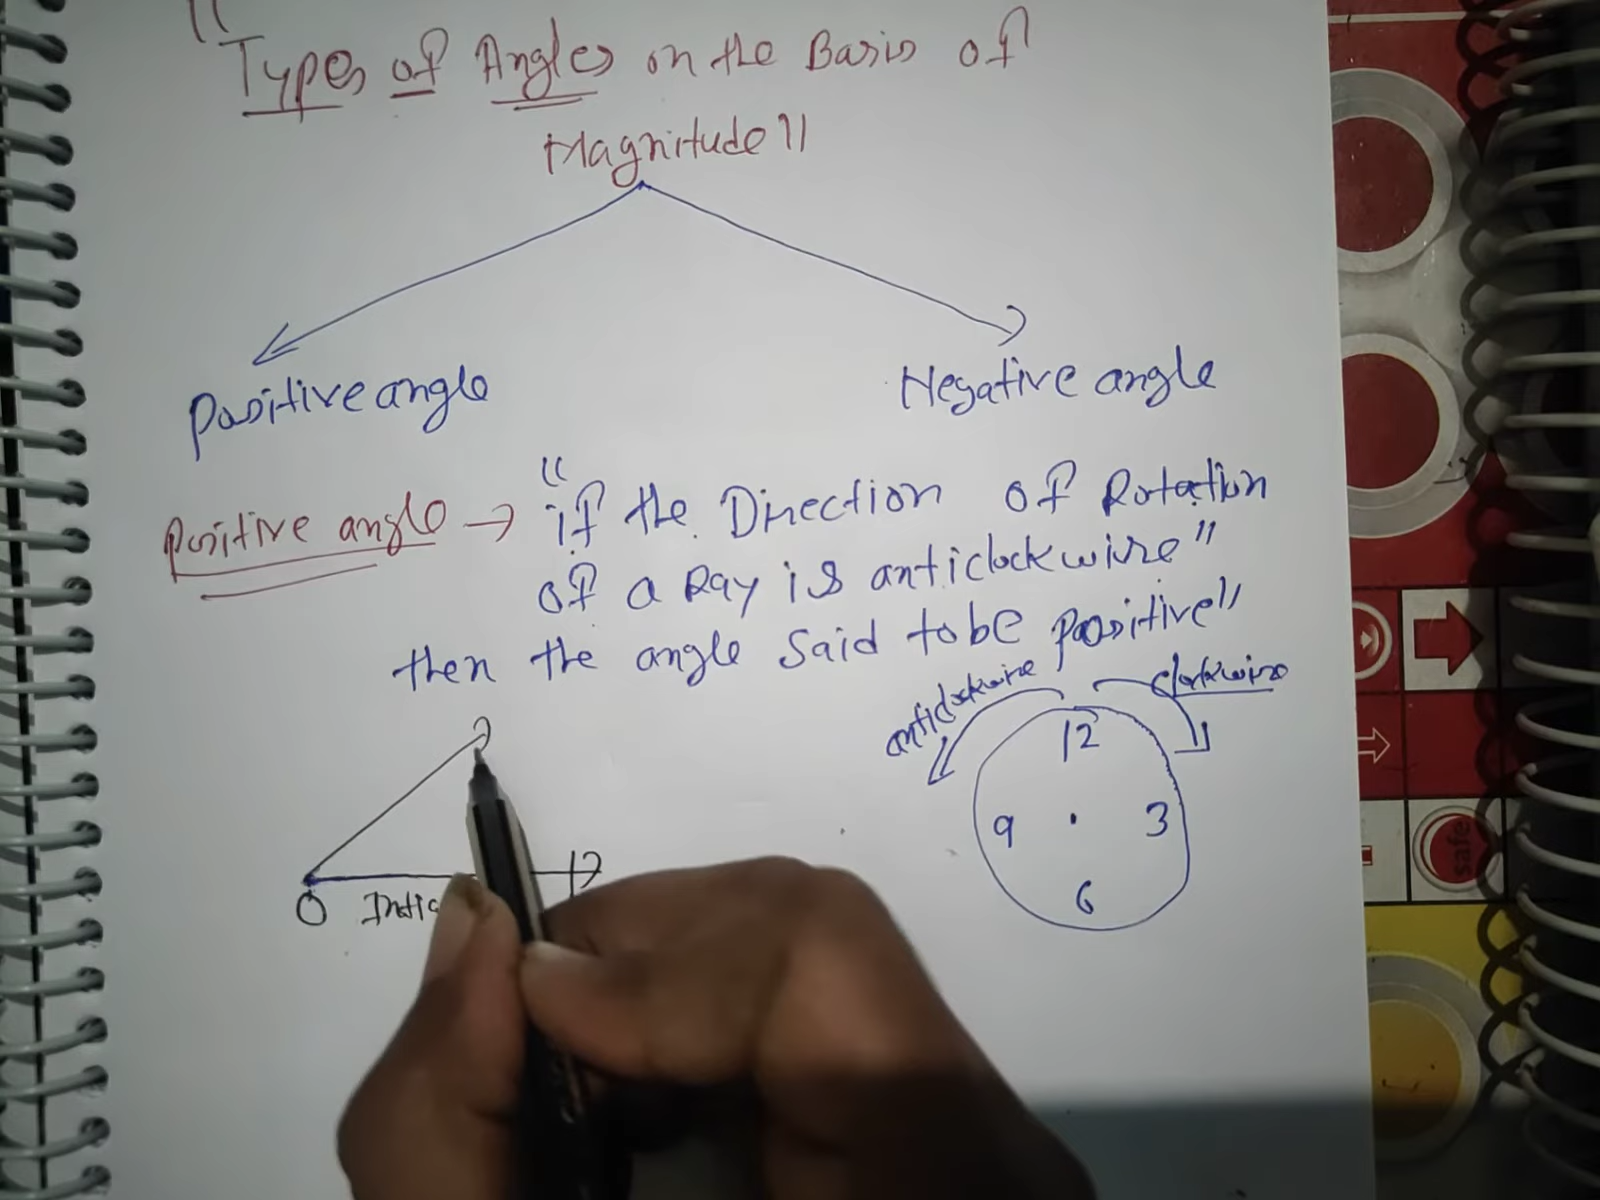 "Types of Angles on the Basis of
Magnitude"
Positive angle
Negative angle
Positive angle → "if the Direction of Rotation
of a Ray is anticlockwise"
then the angle said to be positive"
anticlockwise
clockwise
12
9
3
6
O
safe